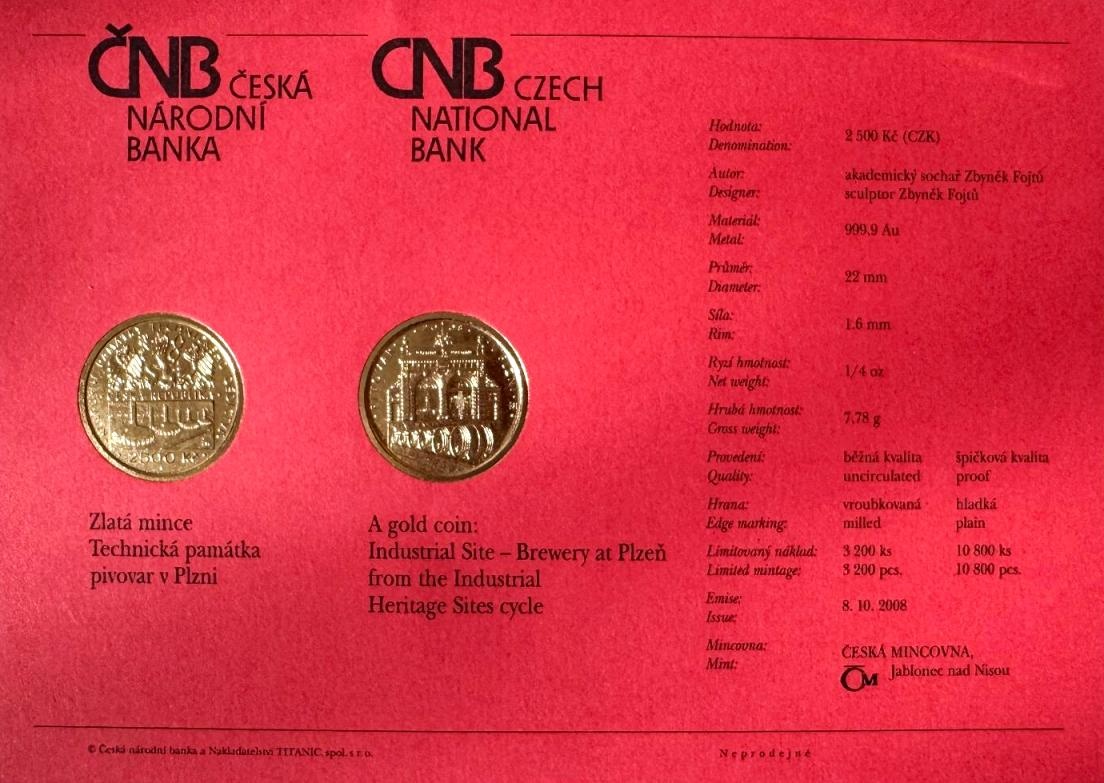 ČNB ČESKÁ
NÁRODNÍ
BANKA
CNB CZECH
NATIONAL
BANK
ČESKÁ REPUBLIKA
2500 Kč
Zlatá mince
Technická památka
pivovar v Plzni
A gold coin:
Industrial Site – Brewery at Plzeň
from the Industrial
Heritage Sites cycle
Hodnota:
Denomination: 2 500 Kč (CZK)
Autor: akademický sochař Zbyněk Fojtů
Designer: sculptor Zbyněk Fojtů
Materiál:
Metal: 999,9 Au
Průměr:
Diameter: 22 mm
Síla:
Rim: 1.6 mm
Ryzí hmotnost:
Net weight: 1/4 oz
Hrubá hmotnost:
Gross weight: 7,78 g
Provedení: běžná kvalita špičková kvalita
Quality: uncirculated proof
Hrana: vroubkovaná hladká
Edge marking: milled plain
Limitovaný náklad: 3 200 ks 10 800 ks
Limited mintage: 3 200 pcs. 10 800 pcs.
Emise:
Issue: 8. 10. 2008
Mincovna: ČESKÁ MINCOVNA,
Mint: ČM Jablonec nad Nisou
© Česká národní banka a Nakladatelství TITANIC, spol. s r. o.
Neprodejné